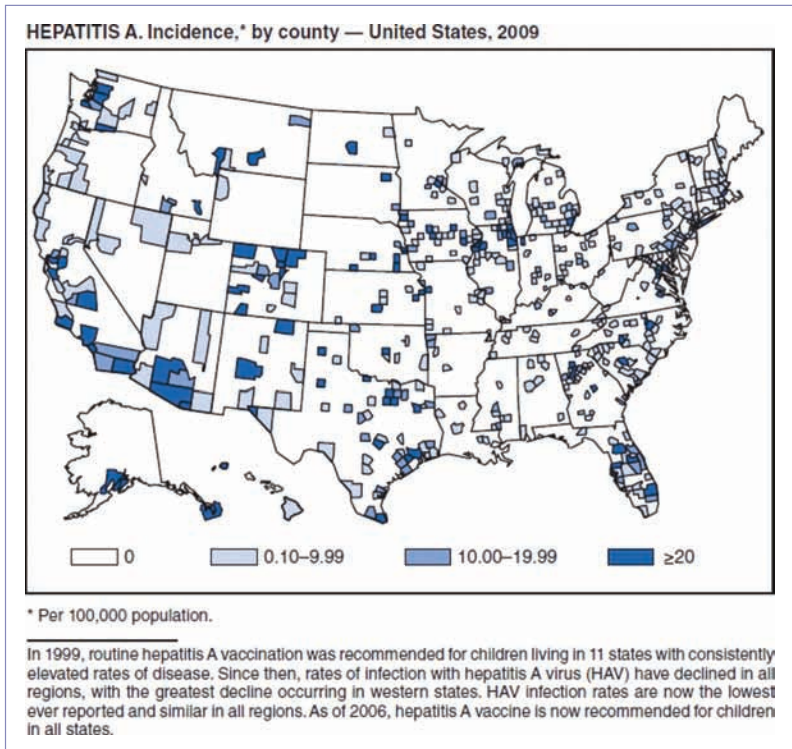 HEPATITIS A. Incidence,* by county — United States, 2009
0
0.10–9.99
10.00–19.99
≥20
* Per 100,000 population.
In 1999, routine hepatitis A vaccination was recommended for children living in 11 states with consistently
elevated rates of disease. Since then, rates of infection with hepatitis A virus (HAV) have declined in all
regions, with the greatest decline occurring in western states. HAV infection rates are now the lowest
ever reported and similar in all regions. As of 2006, hepatitis A vaccine is now recommended for children
in all states.